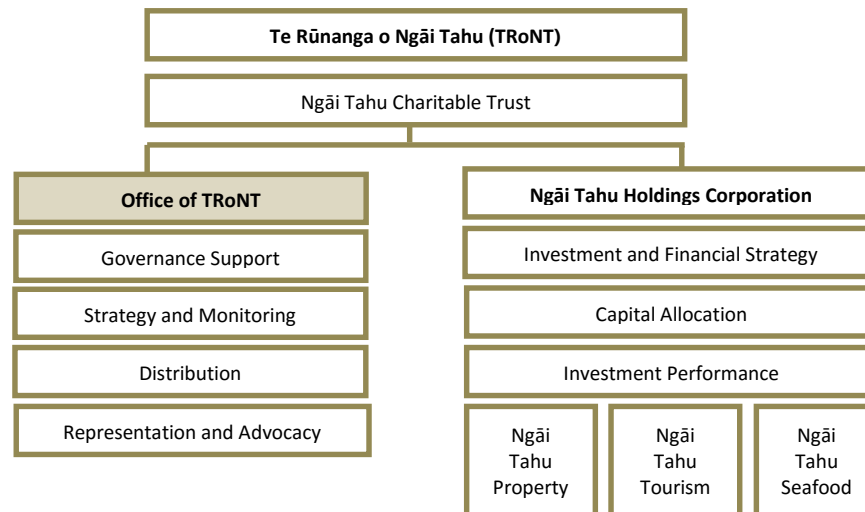 Te Rūnanga o Ngāi Tahu (TRoNT)
Ngāi Tahu Charitable Trust
Office of TRoNT
Governance Support
Strategy and Monitoring
Distribution
Representation and Advocacy
Ngāi Tahu Holdings Corporation
Investment and Financial Strategy
Capital Allocation
Investment Performance
Ngāi
Tahu
Property
Ngāi
Tahu
Tourism
Ngāi
Tahu
Seafood